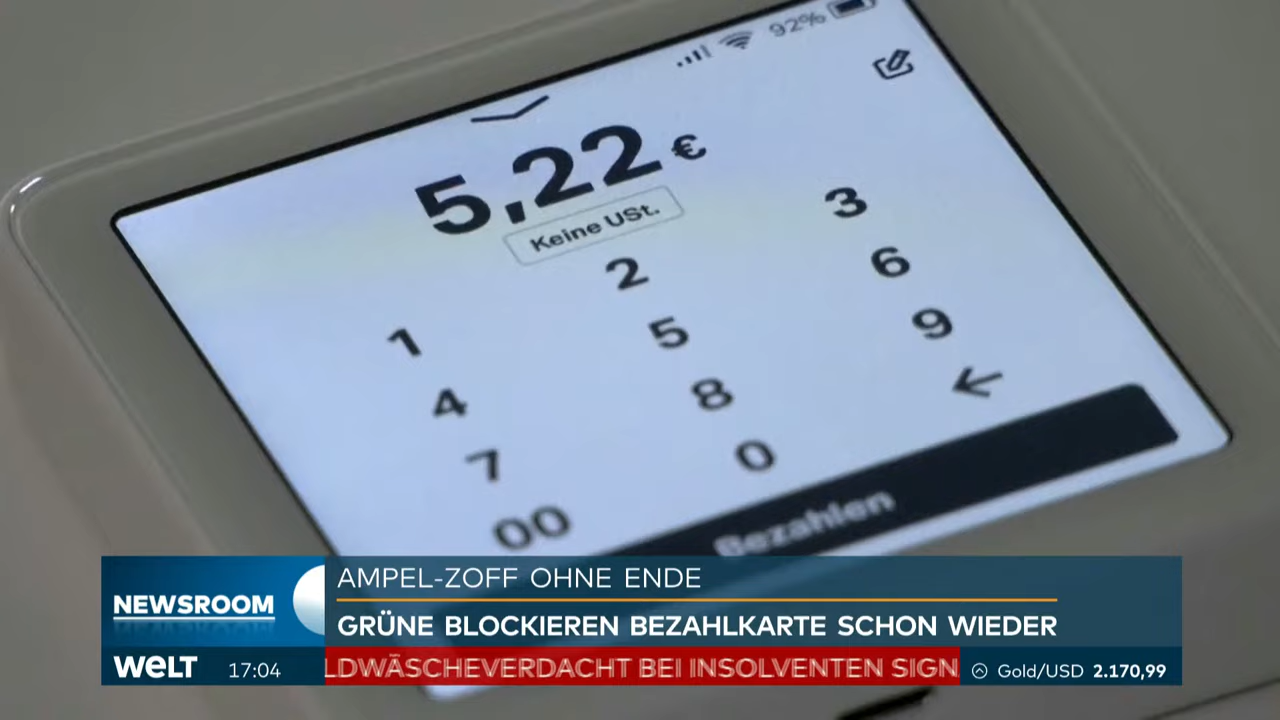 92%
5,22 €
Keine USt.
1 2 3
4 5 6
7 8 9
00 0 ←
Bezahlen
NEWSROOM
AMPEL-ZOFF OHNE ENDE
GRÜNE BLOCKIEREN BEZAHLKARTE SCHON WIEDER
welt 17:04 LDWÄSCHEVERDACHT BEI INSOLVENTEN SIGN Gold/USD 2.170,99